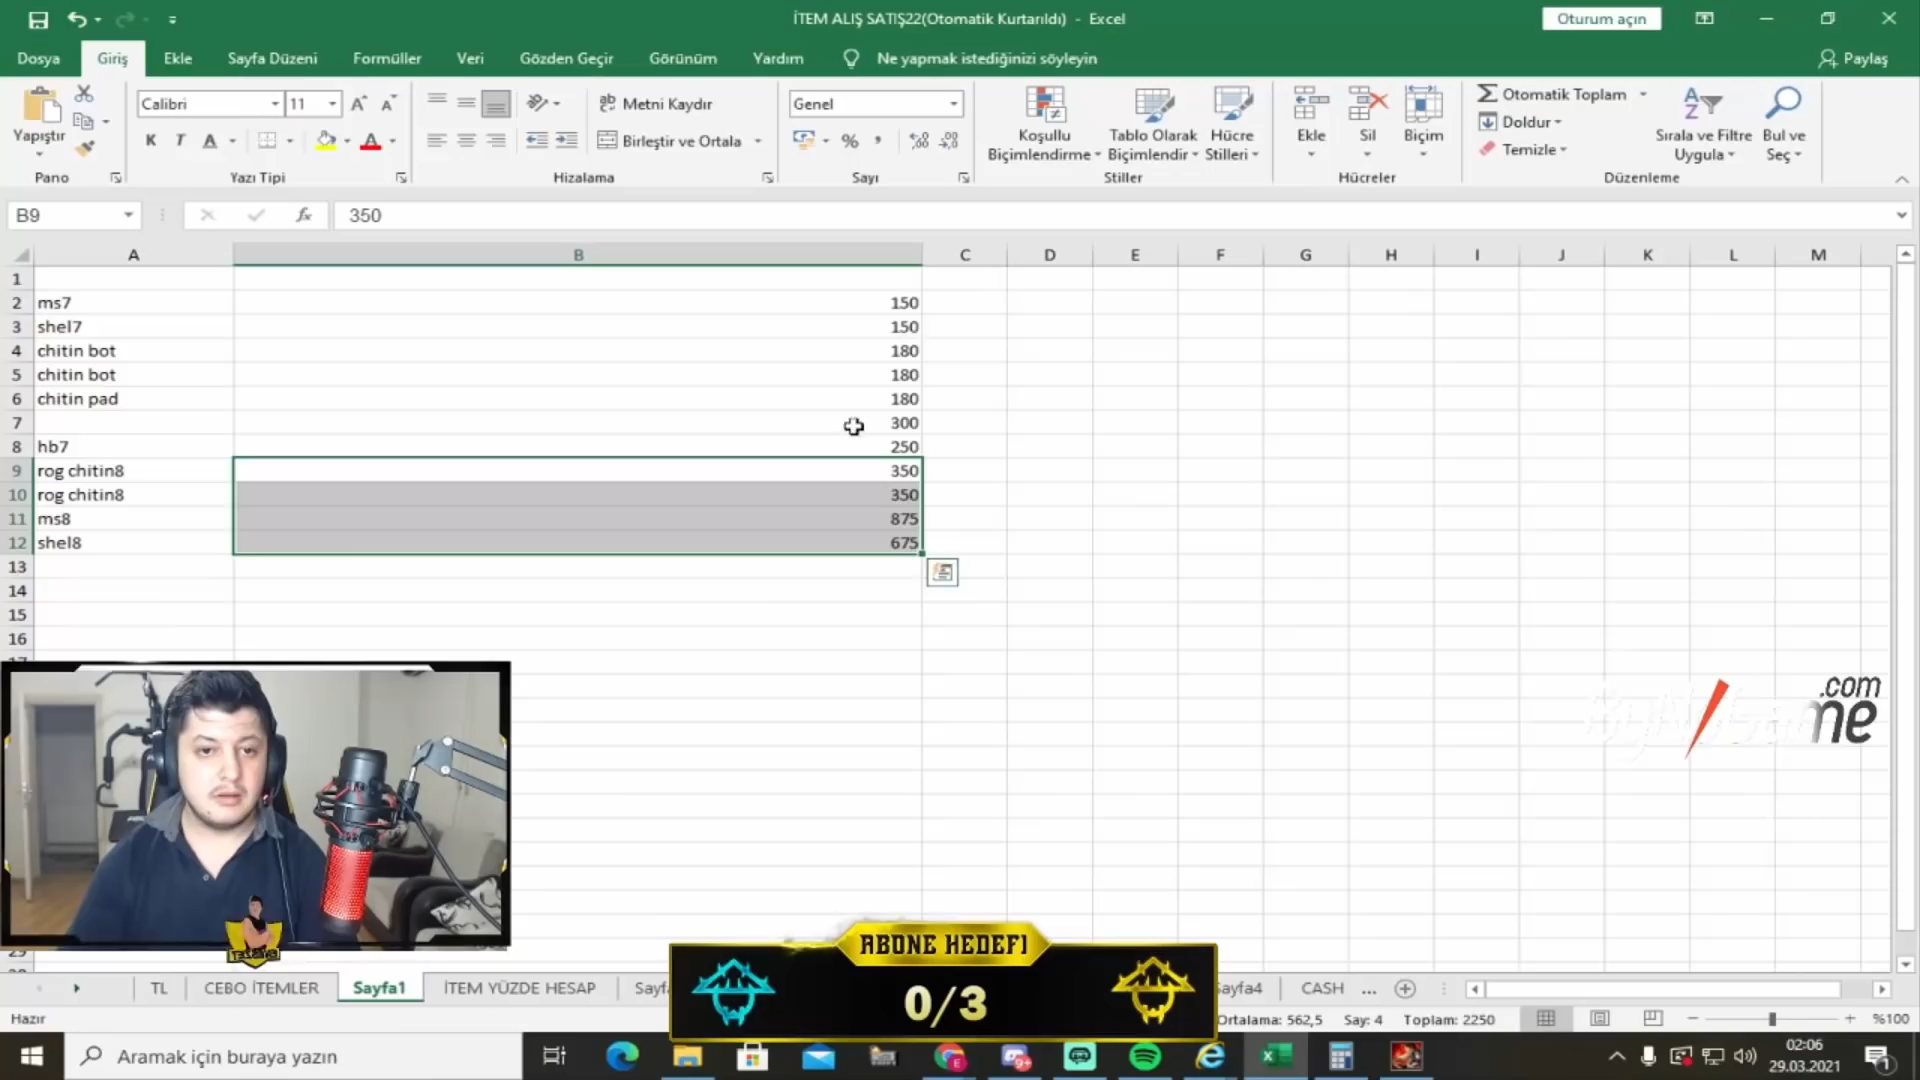 İTEM ALIŞ SATIŞ22(Otomatik Kurtarıldı) - Excel
Oturum açın
Dosya
Giriş
Ekle
Sayfa Düzeni
Formüller
Veri
Gözden Geçir
Görünüm
Yardım
Ne yapmak istediğinizi söyleyin
Paylaş
Yapıştır
Calibri
11
K T A
Metni Kaydır
Birleştir ve Ortala
Genel
%
Koşullu Biçimlendirme
Tablo Olarak Biçimlendir
Hücre Stilleri
Ekle
Sil
Biçim
Otomatik Toplam
Doldur
Temizle
Sırala ve Filtre Uygula
Bul ve Seç
Pano
Yazı Tipi
Hizalama
Sayı
Stiller
Hücreler
Düzenleme
B9
fx
350
A B C D E F G H I J K L M
1
2 ms7 150
3 shel7 150
4 chitin bot 180
5 chitin bot 180
6 chitin pad 180
7 300
8 hb7 250
9 rog chitin8 350
10 rog chitin8 350
11 ms8 875
12 shel8 675
13
14
15
16
.com
ABONE HEDEFİ
0/3
TL
CEBO İTEMLER
Sayfa1
İTEM YÜZDE HESAP
CASH
...
Hazır
Ortalama: 562,5
Say: 4
Toplam: 2250
%100
Aramak için buraya yazın
02:06
29.03.2021